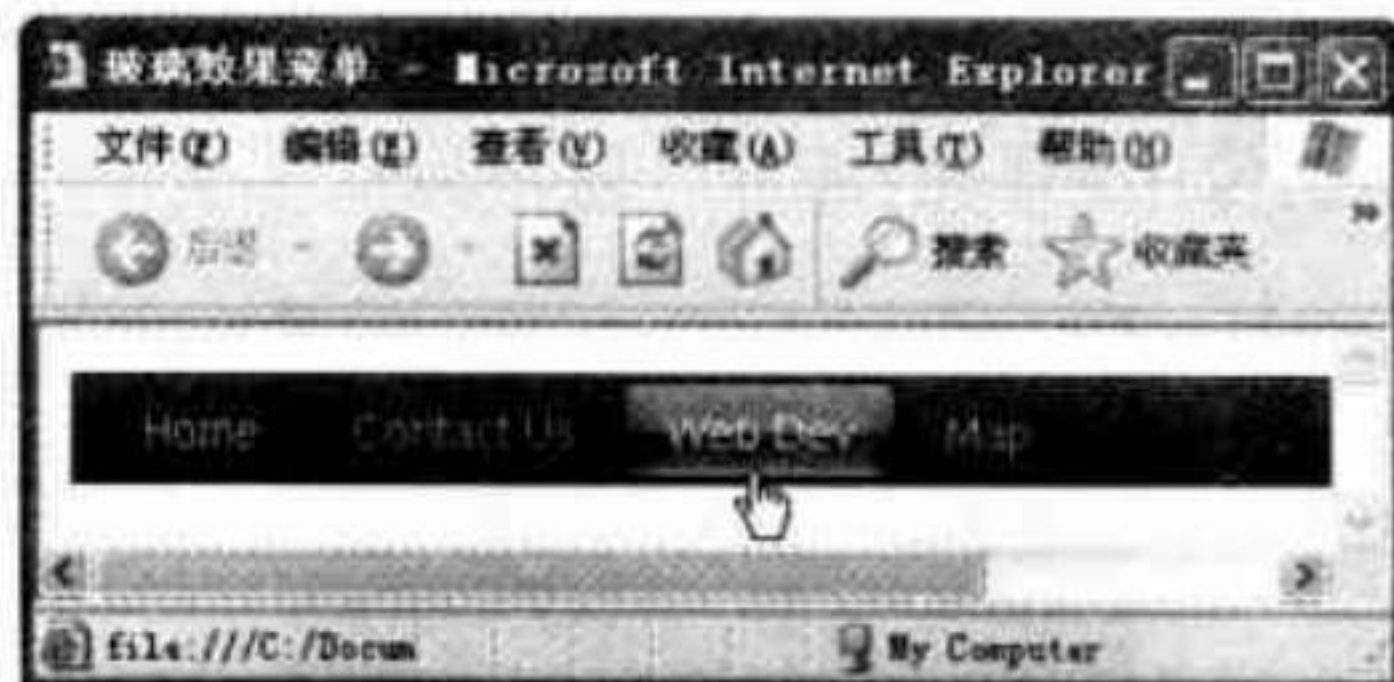 玻璃效果菜单 - Microsoft Internet Explorer
文件(F) 编辑(E) 查看(V) 收藏(A) 工具(T) 帮助(H)
后退 搜索 收藏夹 »
Home Contact Us Web Dev Map
file:///C:/Docum My Computer